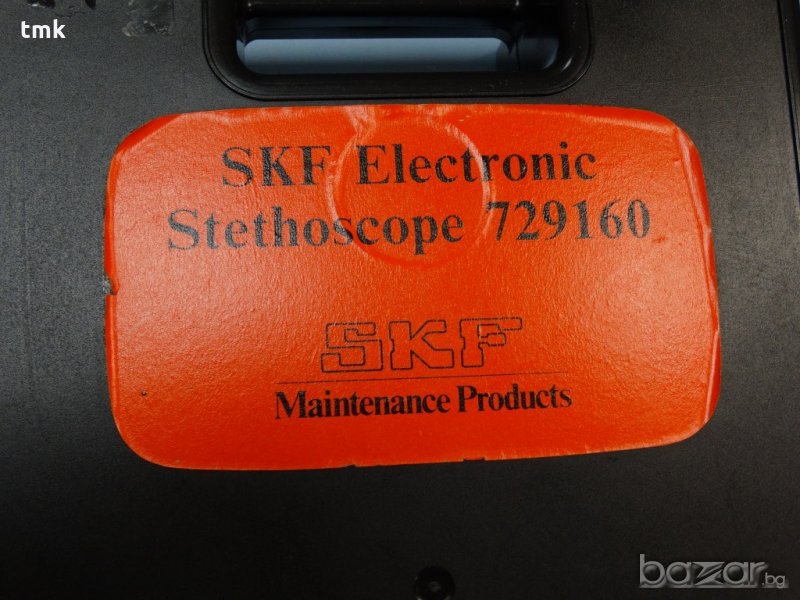 tmk
SKF Electronic
Stethoscope 729160
SKF
Maintenance Products
bazar.bg